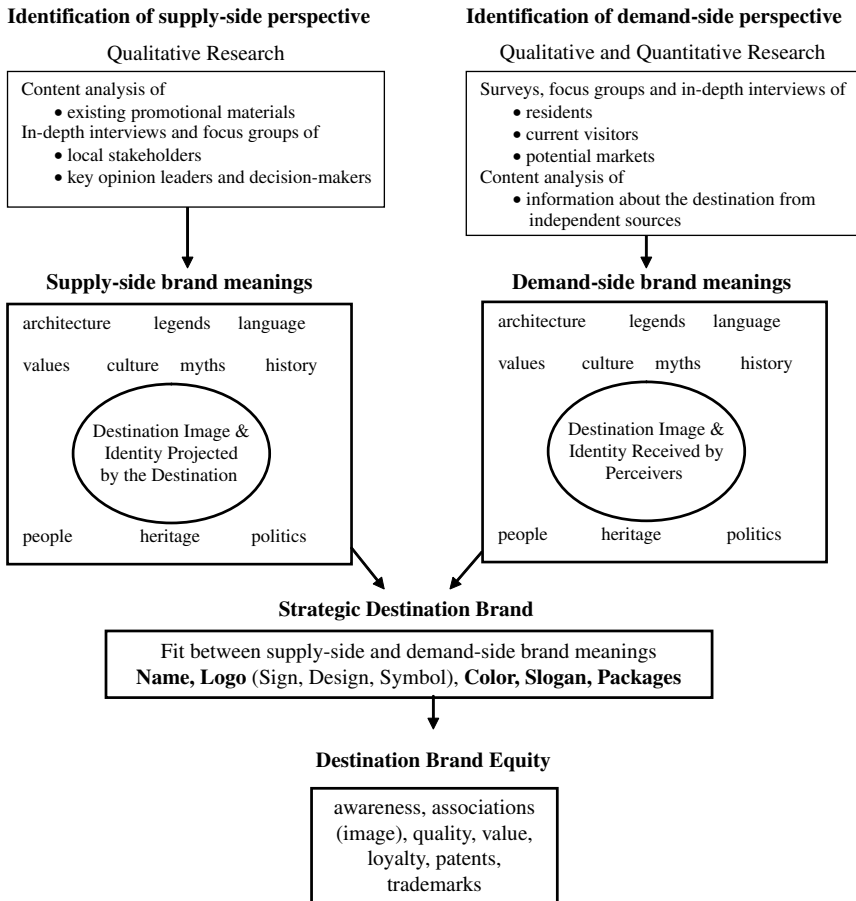 Identification of supply-side perspective
Qualitative Research
Content analysis of
• existing promotional materials
In-depth interviews and focus groups of
• local stakeholders
• key opinion leaders and decision-makers
Identification of demand-side perspective
Qualitative and Quantitative Research
Surveys, focus groups and in-depth interviews of
• residents
• current visitors
• potential markets
Content analysis of
• information about the destination from
independent sources
Supply-side brand meanings
architecture legends language
values culture myths history
Destination Image &
Identity Projected
by the Destination
people heritage politics
Demand-side brand meanings
architecture legends language
values culture myths history
Destination Image &
Identity Received by
Perceivers
people heritage politics
Strategic Destination Brand
Fit between supply-side and demand-side brand meanings
Name, Logo (Sign, Design, Symbol), Color, Slogan, Packages
Destination Brand Equity
awareness, associations
(image), quality, value,
loyalty, patents,
trademarks